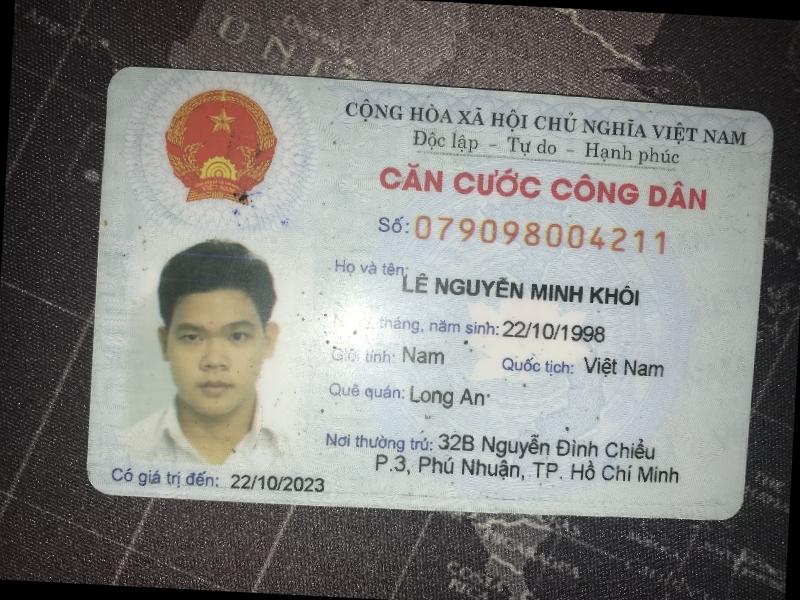 CỘNG HÒA XÃ HỘI CHỦ NGHĨA VIỆT NAM
Độc lập - Tự do - Hạnh phúc
CĂN CƯỚC CÔNG DÂN
Số: 079098004211
Họ và tên:
LÊ NGUYỄN MINH KHÔI
tháng, năm sinh: 22/10/1998
Giới tính: Nam Quốc tịch: Việt Nam
Quê quán: Long An
Nơi thường trú: 32B Nguyễn Đình Chiểu
P.3, Phú Nhuận, TP. Hồ Chí Minh
Có giá trị đến: 22/10/2023